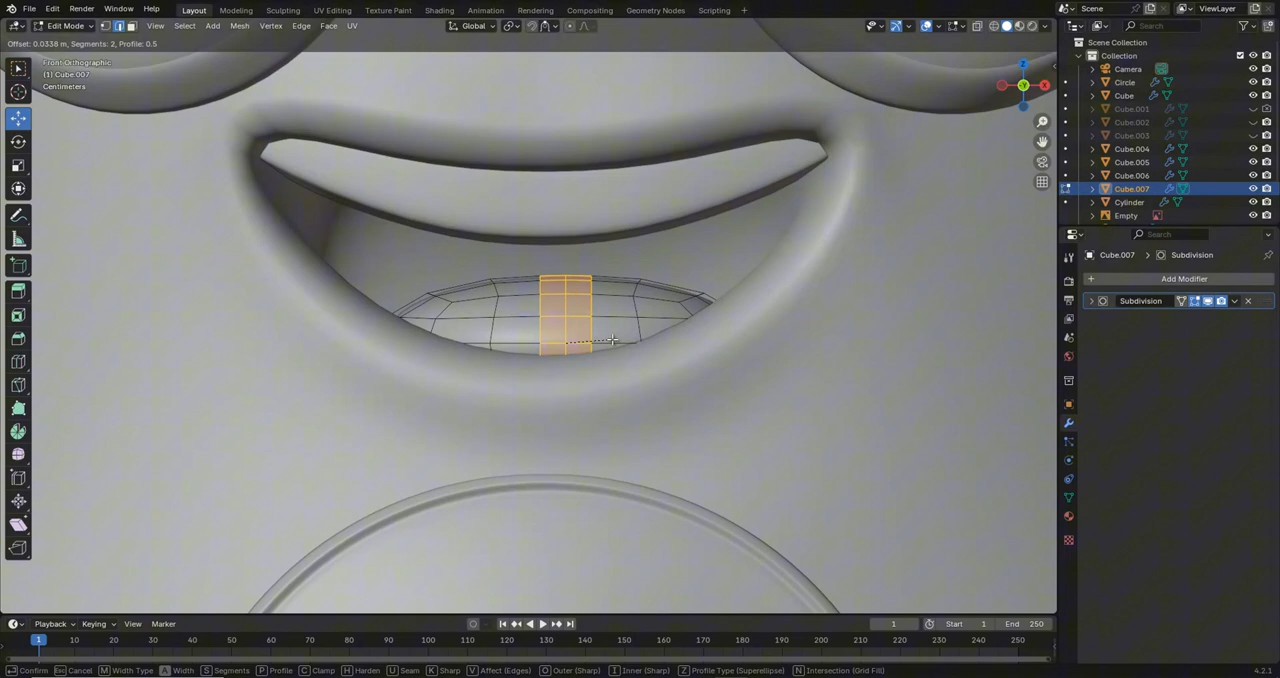 File Edit Render Window Help Layout Modeling Sculpting UV Editing Texture Paint Shading Animation Rendering Compositing Geometry Nodes Scripting + Scene ViewLayer
Edit Mode View Select Add Mesh Vertex Edge Face UV Global Search
Offset: 0.0338 m, Segments: 2, Profile: 0.5
Front Orthographic
(1) Cube.007
Centimeters
Z
X
Y
Scene Collection
Collection
Camera
Circle
Cube
Cube.001
Cube.002
Cube.003
Cube.004
Cube.005
Cube.006
Cube.007
Cylinder
Empty
Search
Cube.007 > Subdivision
+ Add Modifier
Subdivision
Playback Keying View Marker 1 Start 1 End 250
1 10 20 30 40 50 60 70 80 90 100 110 120 130 140 150 160 170 180 190 200 210 220 230 240 250
Confirm Esc Cancel M Width Type A Width S Segments P Profile C Clamp H Harden U Seam K Sharp V Affect (Edges) O Outer (Sharp) I Inner (Sharp) Z Profile Type (Superellipse) N Intersection (Grid Fill) 4.2.1